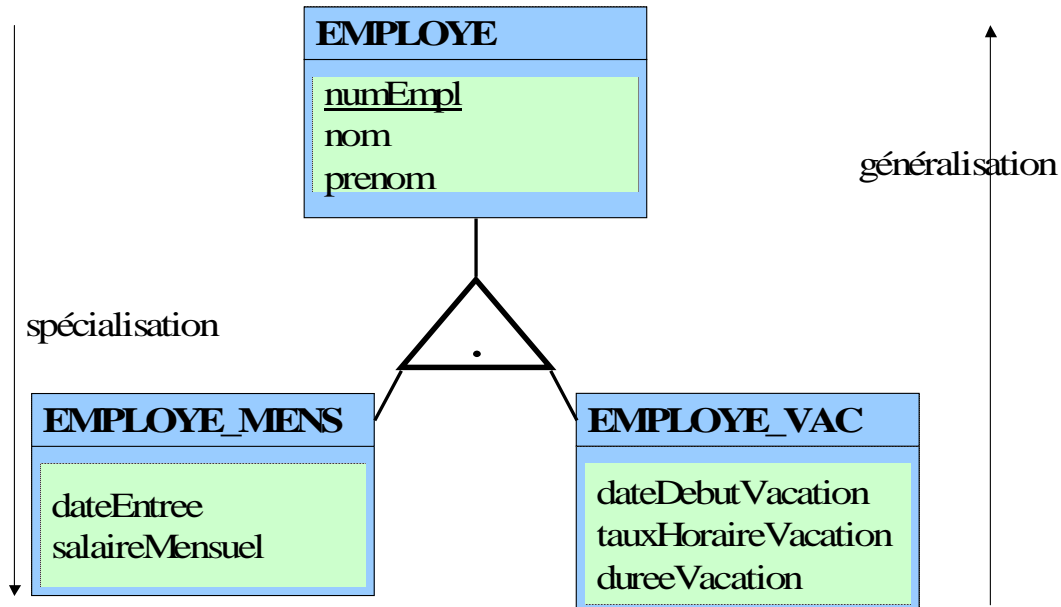 EMPLOYE
numEmpl
nom
prenom
généralisation
spécialisation
EMPLOYE_MENS
dateEntree
salaireMensuel
EMPLOYE_VAC
dateDebutVacation
tauxHoraireVacation
dureeVacation